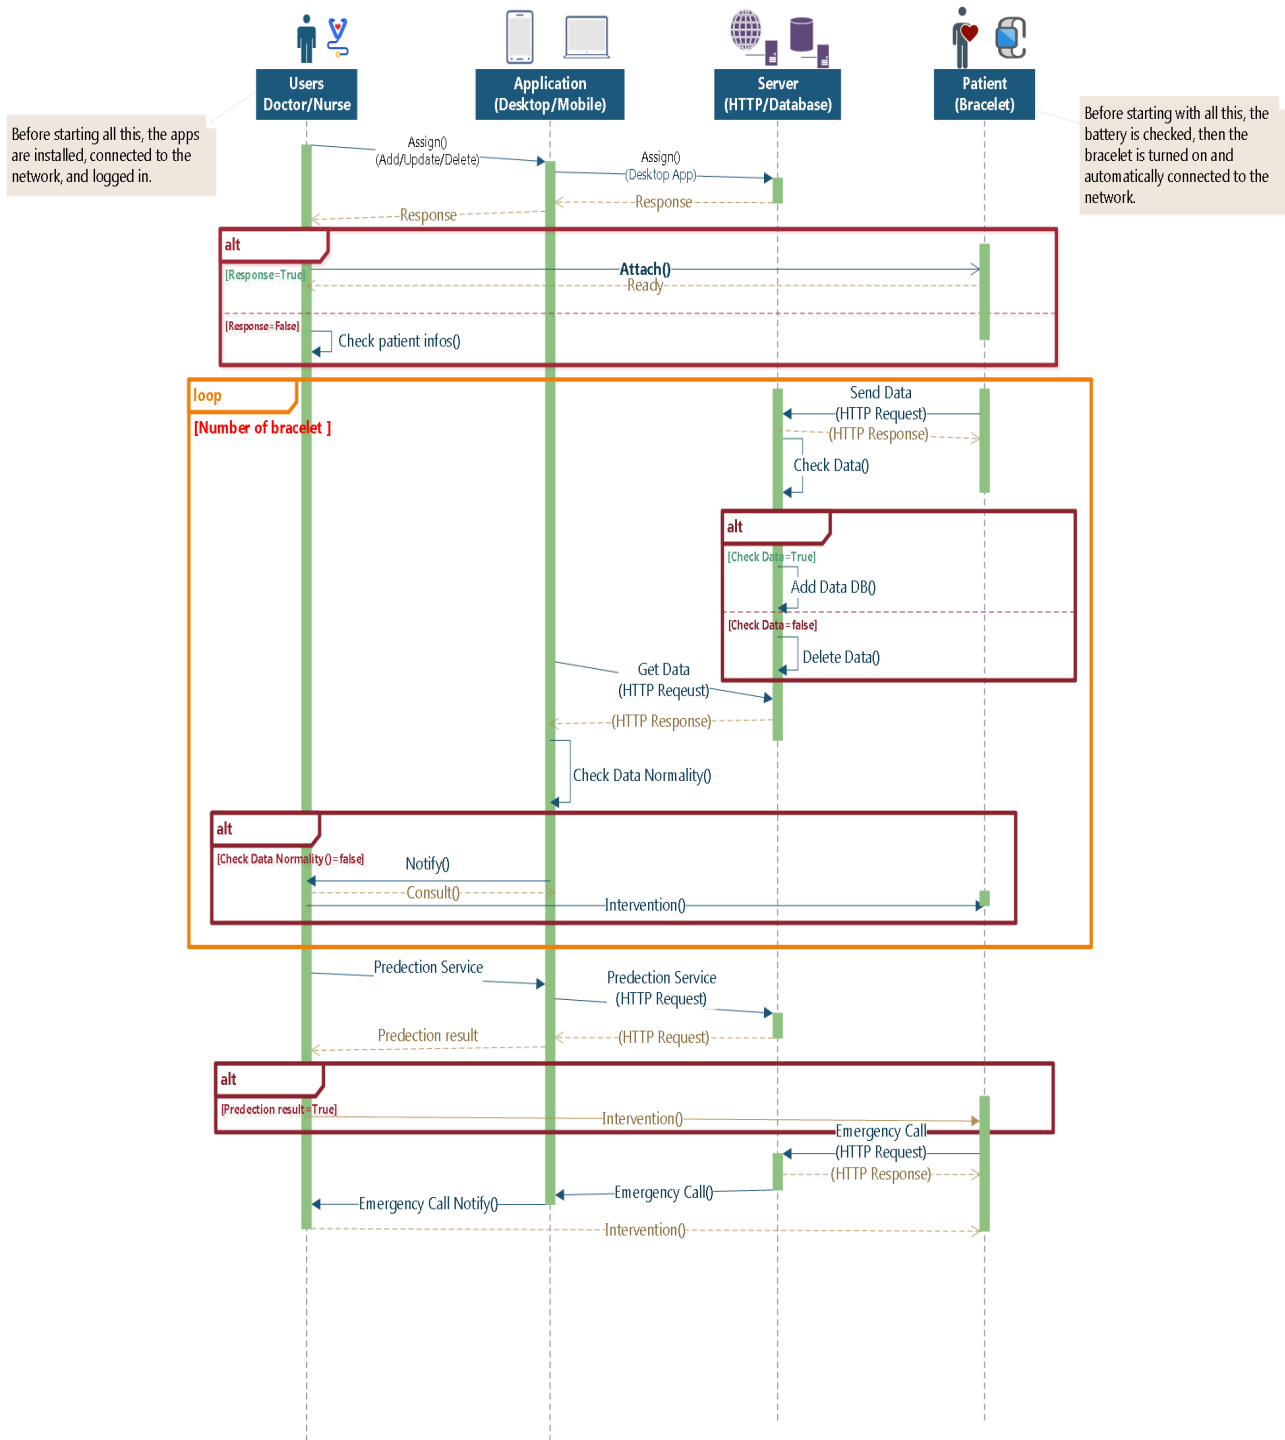 Users
Doctor/Nurse
Application
(Desktop/Mobile)
Server
(HTTP/Database)
Patient
(Bracelet)
Before starting all this, the apps
are installed, connected to the
network, and logged in.
Before starting with all this, the
battery is checked, then the
bracelet is turned on and
automatically connected to the
network.
Assign()
(Add/Update/Delete)
Assign()
(Desktop App)
Response
Response
alt
[Response=True]
Attach()
Ready
[Response=False]
Check patient infos()
loop
[Number of bracelet ]
Send Data
(HTTP Request)
(HTTP Response)
Check Data()
alt
[Check Data=True]
Add Data DB()
[Check Data=false]
Delete Data()
Get Data
(HTTP Reqeust)
(HTTP Response)
Check Data Normality()
alt
[Check Data Normality()=false]
Notify()
Consult()
Intervention()
Predection Service
Predection Service
(HTTP Request)
(HTTP Request)
Predection result
alt
[Predection result=True]
Intervention()
Emergency Call
(HTTP Request)
(HTTP Response)
Emergency Call()
Emergency Call Notify()
Intervention()